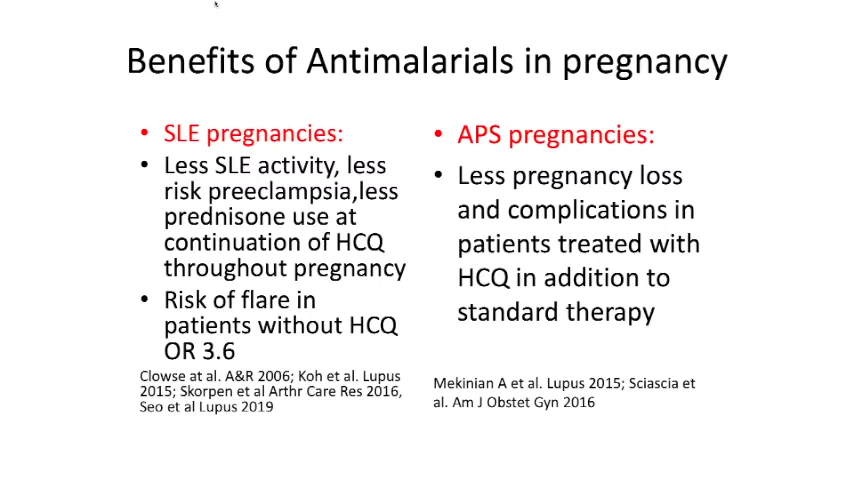 Benefits of Antimalarials in pregnancy
• SLE pregnancies:
• Less SLE activity, less
risk preeclampsia,less
prednisone use at
continuation of HCQ
throughout pregnancy
• Risk of flare in
patients without HCQ
OR 3.6
Clowse at al. A&R 2006; Koh et al. Lupus
2015; Skorpen et al Arthr Care Res 2016,
Seo et al Lupus 2019
• APS pregnancies:
• Less pregnancy loss
and complications in
patients treated with
HCQ in addition to
standard therapy
Mekinian A et al. Lupus 2015; Sciascia et
al. Am J Obstet Gyn 2016